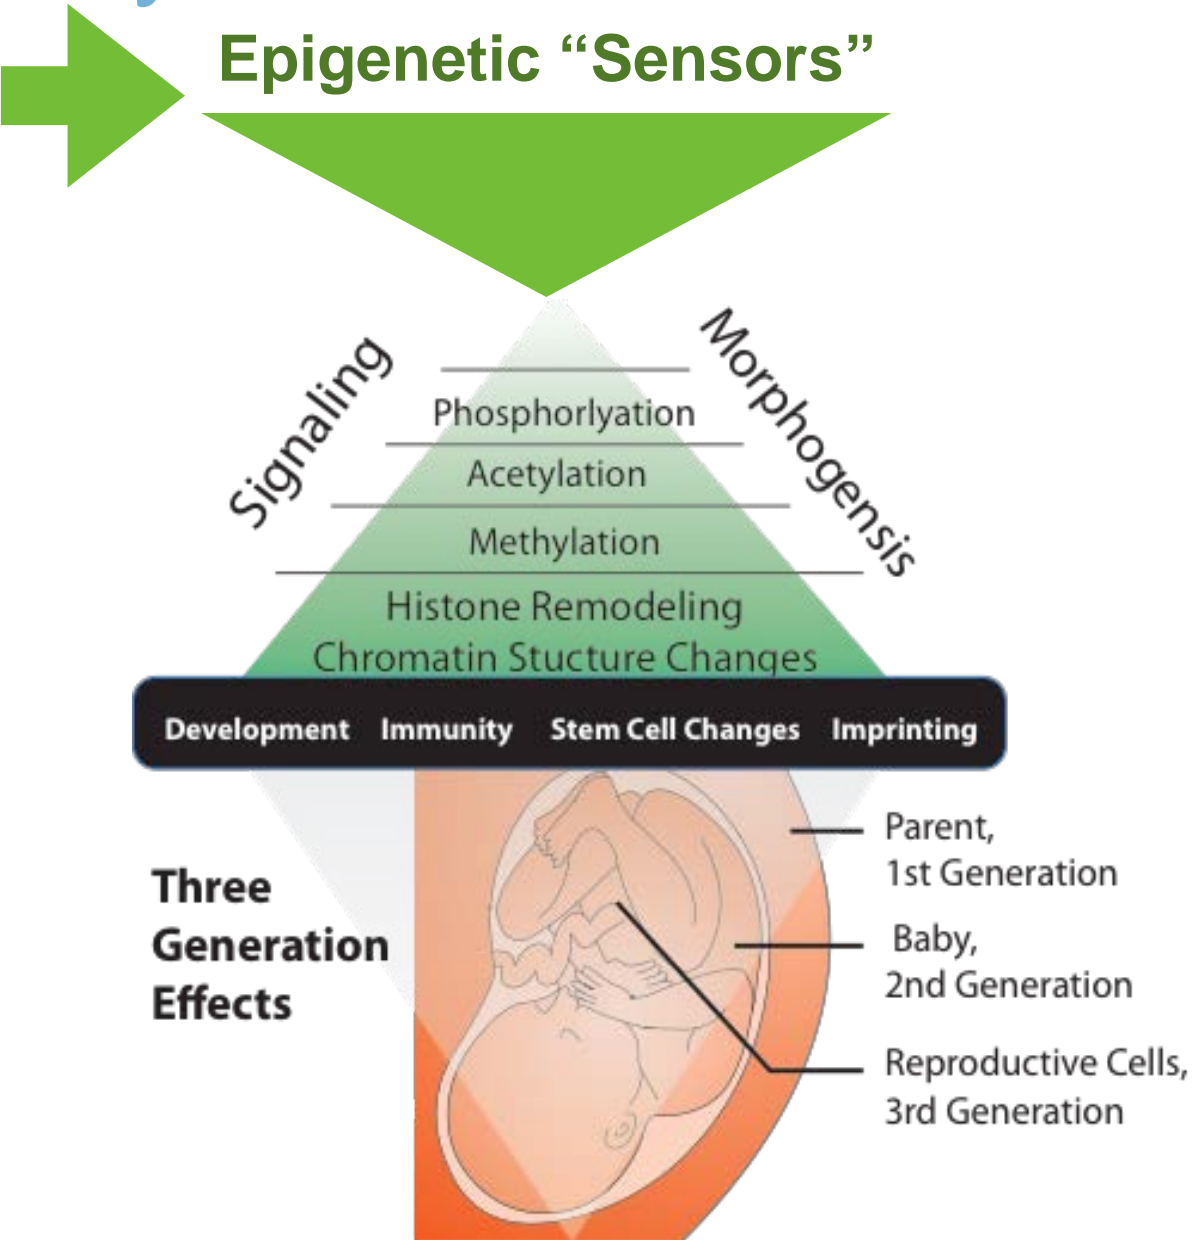 Epigenetic “Sensors”
Signaling
Morphogensis
Phosphorlyation
Acetylation
Methylation
Histone Remodeling
Chromatin Stucture Changes
Development Immunity Stem Cell Changes Imprinting
Three
Generation
Effects
Parent,
1st Generation
Baby,
2nd Generation
Reproductive Cells,
3rd Generation